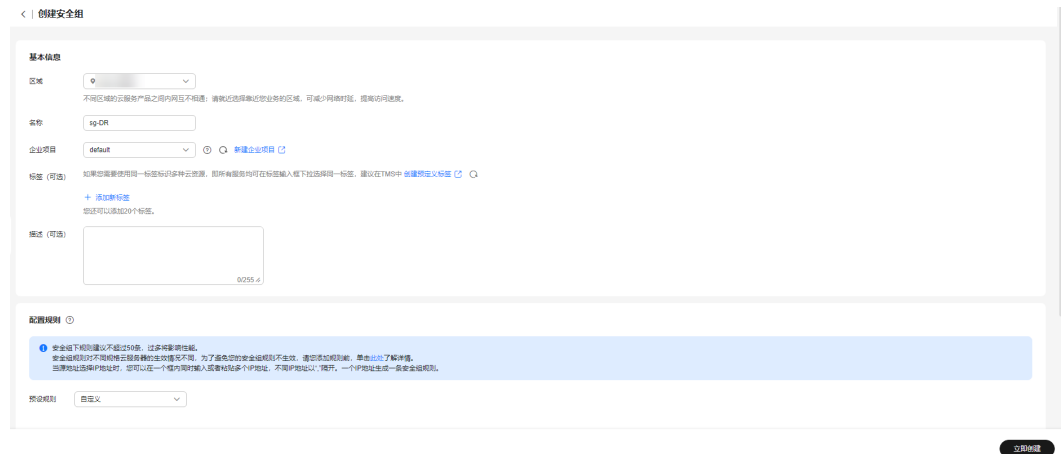 创建安全组
基本信息
区域
不同区域的云服务产品之间内网互不相通；请就近选择靠近您业务的区域，可减少网络时延，提高访问速度。
名称 sg-DR
企业项目 default 新建企业项目
标签（可选） 如果您需要使用同一标签标识多种云资源，即所有服务均可在标签输入框下拉选择同一标签，建议在TMS中 创建预定义标签
添加新标签
您还可以添加20个标签。
描述（可选）
0/255
配置规则
安全组下规则建议不超过50条，过多将影响性能。
安全组规则对不同规格云服务器的生效情况不同，为了避免您的安全组规则不生效，请您添加规则前，单击此处了解详情。
当源地址选择IP地址时，您可以在一个框内同时输入或者粘贴多个IP地址，不同IP地址以“,”隔开。一个IP地址生成一条安全组规则。
预设规则 自定义
立即创建